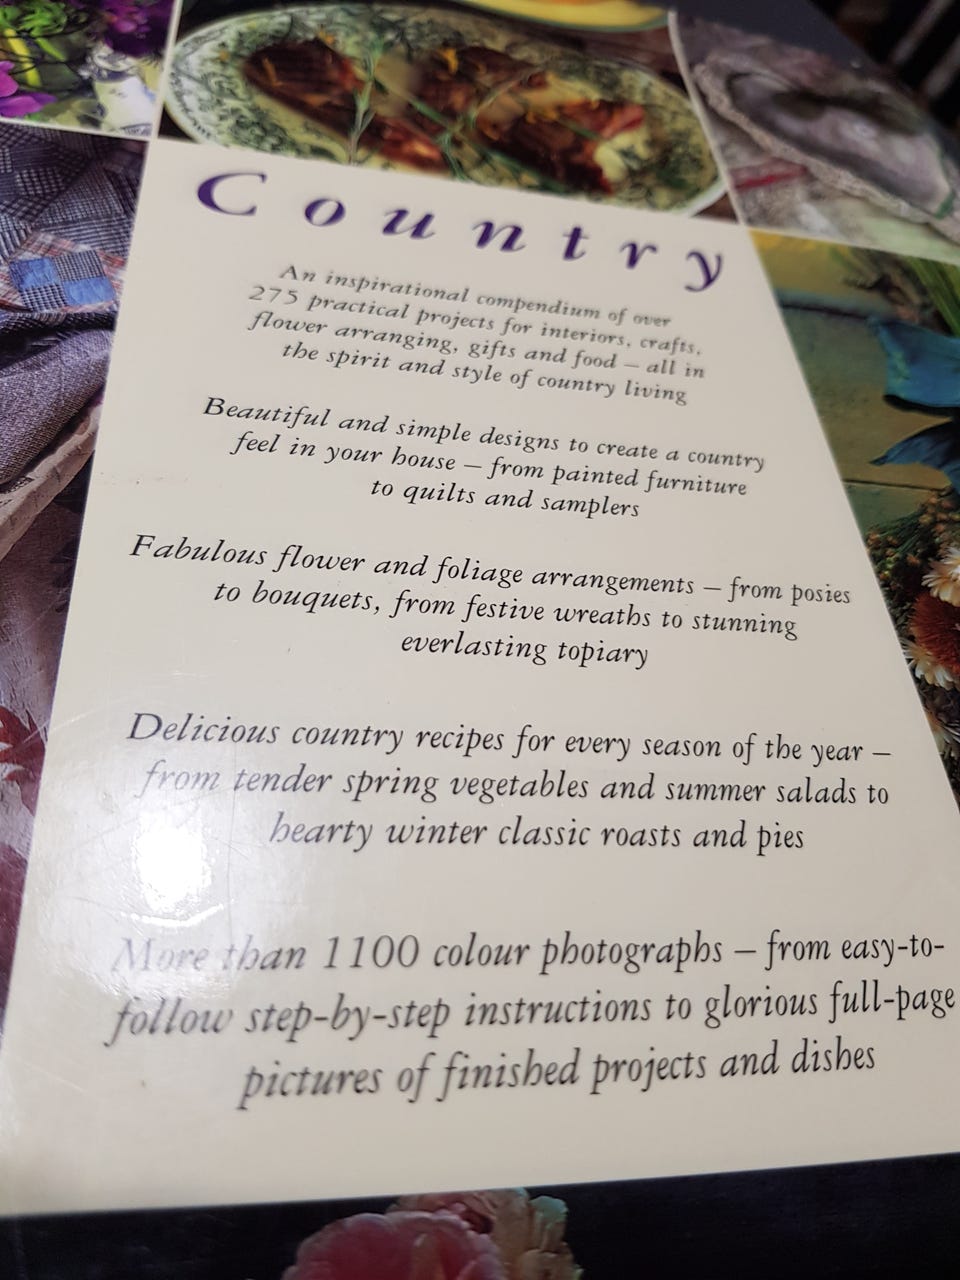 Country
An inspirational compendium of over
275 practical projects for interiors, crafts,
flower arranging, gifts and food – all in
the spirit and style of country living
Beautiful and simple designs to create a country
feel in your house – from painted furniture
to quilts and samplers
Fabulous flower and foliage arrangements – from posies
to bouquets, from festive wreaths to stunning
everlasting topiary
Delicious country recipes for every season of the year –
from tender spring vegetables and summer salads to
hearty winter classic roasts and pies
More than 1100 colour photographs – from easy-to-
follow step-by-step instructions to glorious full-page
pictures of finished projects and dishes